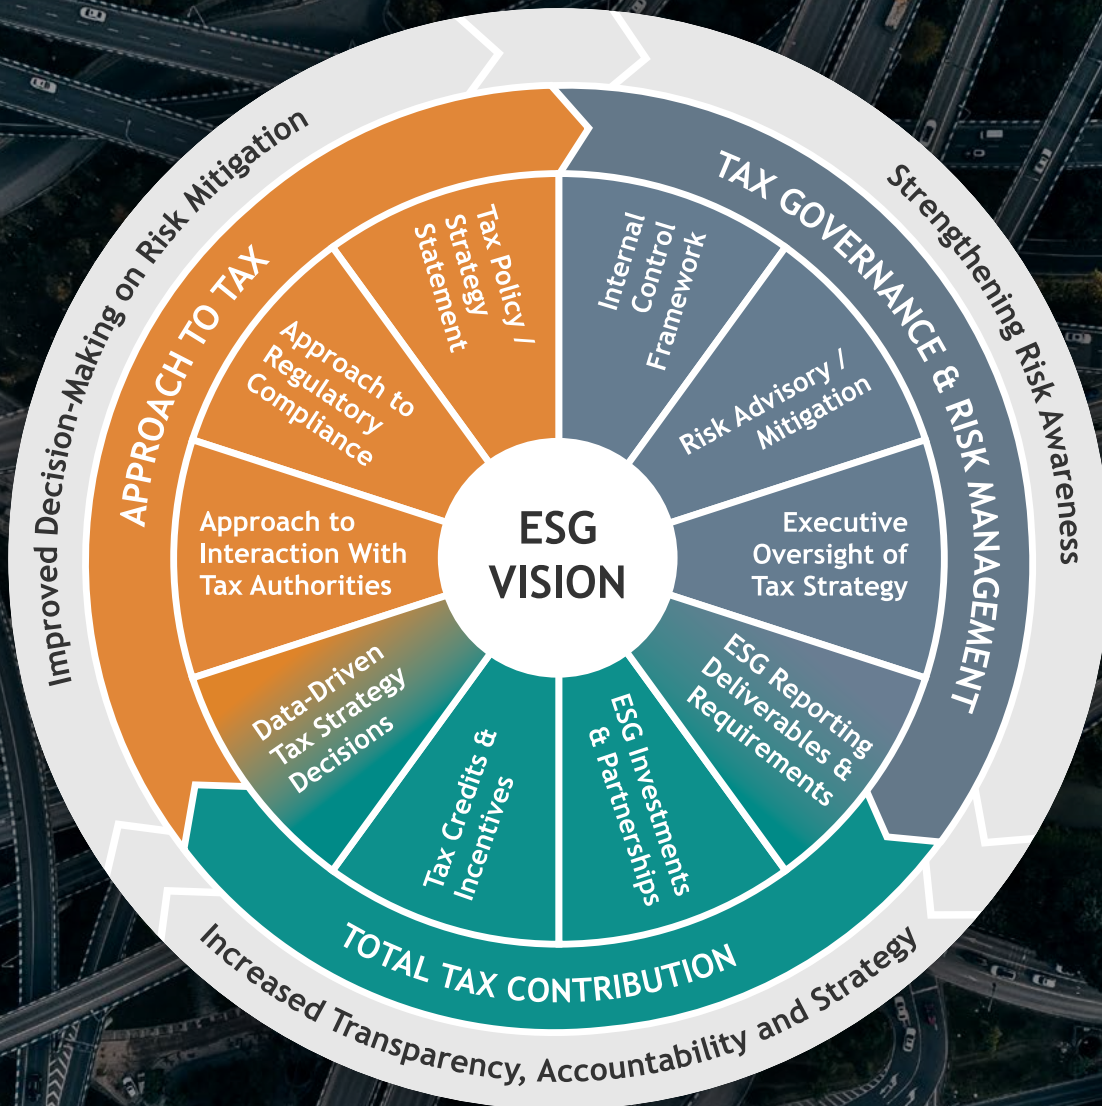 ESG
VISION
APPROACH TO TAX
TAX GOVERNANCE & RISK MANAGEMENT
TOTAL TAX CONTRIBUTION
Improved Decision-Making on Risk Mitigation
Strengthening Risk Awareness
Increased Transparency, Accountability and Strategy
Tax Policy /
Strategy
Statement
Internal
Control
Framework
Risk Advisory /
Mitigation
Executive
Oversight of
Tax Strategy
ESG Reporting
Deliverables &
Requirements
ESG Investments
& Partnerships
Tax Credits &
Incentives
Data-Driven
Tax Strategy
Decisions
Approach to
Interaction With
Tax Authorities
Approach to
Regulatory
Compliance